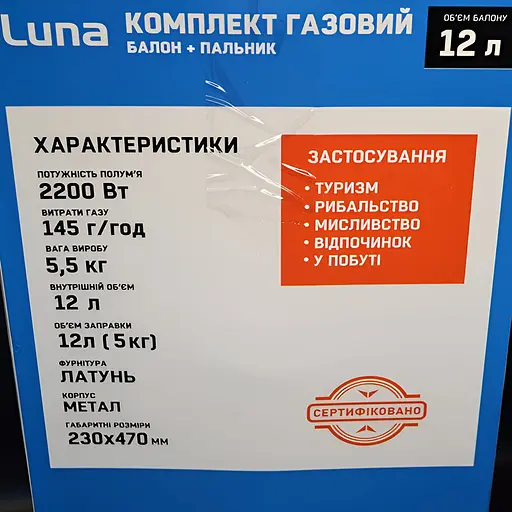 Luna
КОМПЛЕКТ ГАЗОВИЙ
БАЛОН + ПАЛЬНИК
ОБ'ЄМ БАЛОНУ
12 л
ХАРАКТЕРИСТИКИ
ПОТУЖНІСТЬ ПОЛУМ'Я
2200 Вт
ВИТРАТИ ГАЗУ
145 г/год
ВАГА ВИРОБУ
5,5 кг
ВНУТРІШНІЙ ОБ'ЄМ
12 л
ОБ'ЄМ ЗАПРАВКИ
12л ( 5кг)
ФУРНІТУРА
ЛАТУНЬ
КОРПУС
МЕТАЛ
ГАБАРИТНІ РОЗМІРИ
230х470 мм
ЗАСТОСУВАННЯ
• ТУРИЗМ
• РИБАЛЬСТВО
• МИСЛИВСТВО
• ВІДПОЧИНОК
• У ПОБУТІ
СЕРТИФІКОВАНО